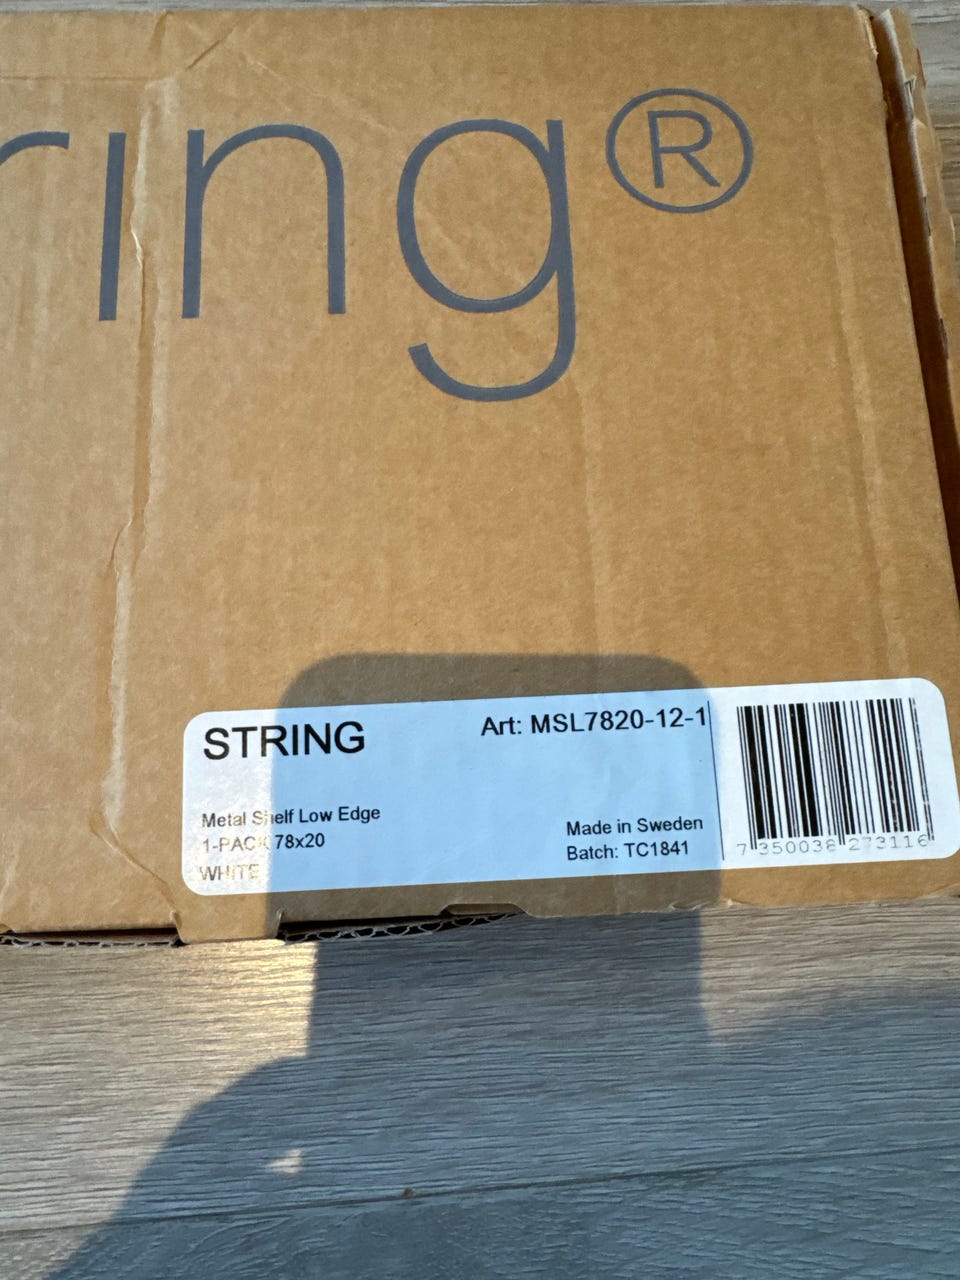 ring®
STRING
Art: MSL7820-12-1
Metal Shelf Low Edge
1-PACK 78x20
WHITE
Made in Sweden
Batch: TC1841
7 350038 273116